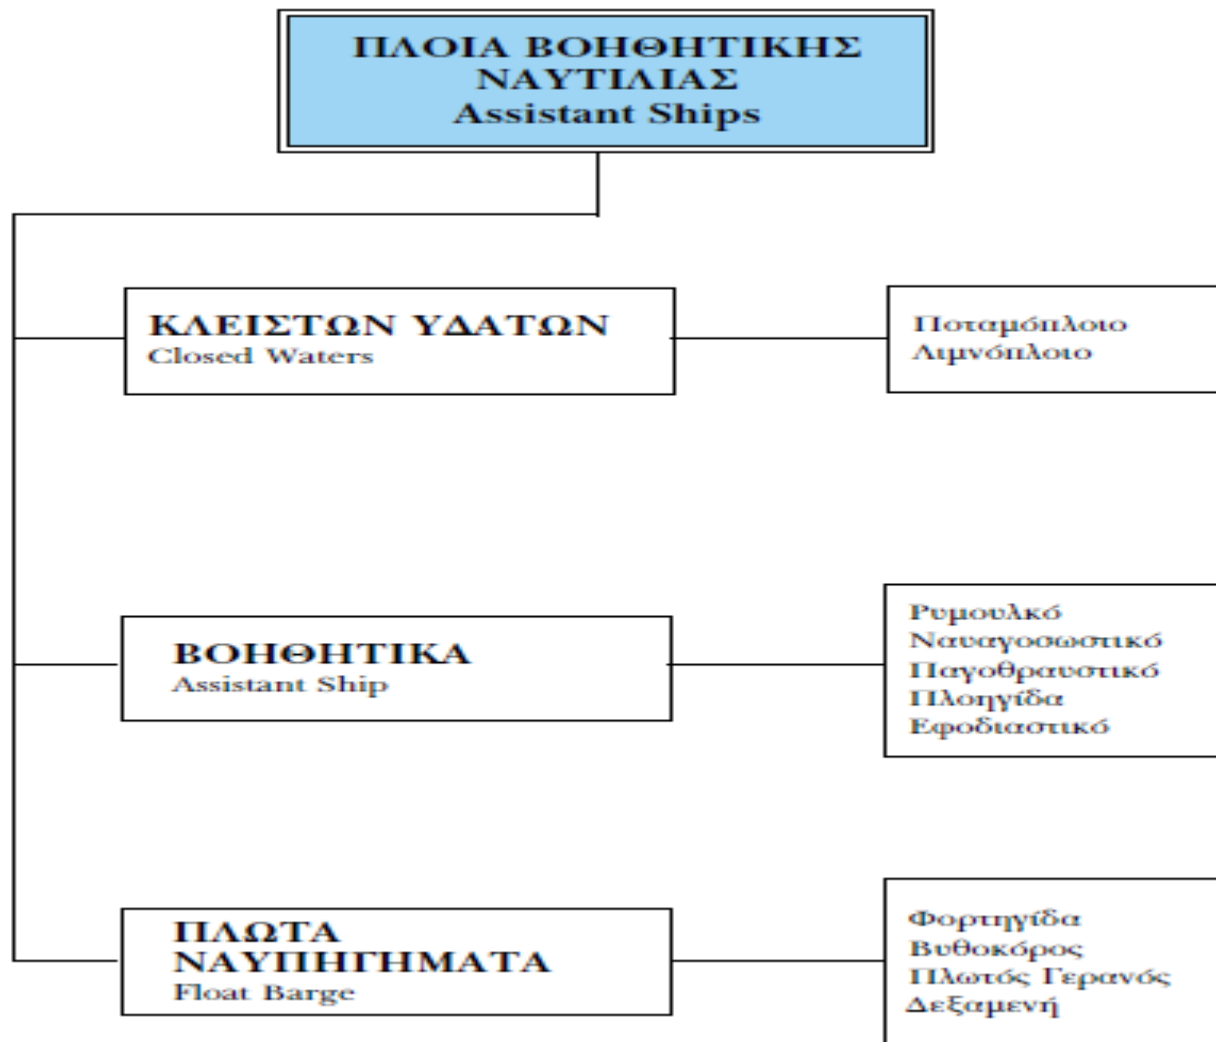 ΠΛΟΙΑ ΒΟΗΘΗΤΙΚΗΣ
ΝΑΥΤΙΛΙΑΣ
Assistant Ships
ΚΛΕΙΣΤΩΝ ΥΔΑΤΩΝ
Closed Waters
Ποταμόπλοιο
Λιμνόπλοιο
ΒΟΗΘΗΤΙΚΑ
Assistant Ship
Ρυμουλκό
Ναυαγοσωστικό
Παγοθραυστικό
Πλοηγίδα
Εφοδιαστικό
ΠΛΩΤΑ
ΝΑΥΠΗΓΗΜΑΤΑ
Float Barge
Φορτηγίδα
Βυθοκόρος
Πλωτός Γερανός
Δεξαμενή